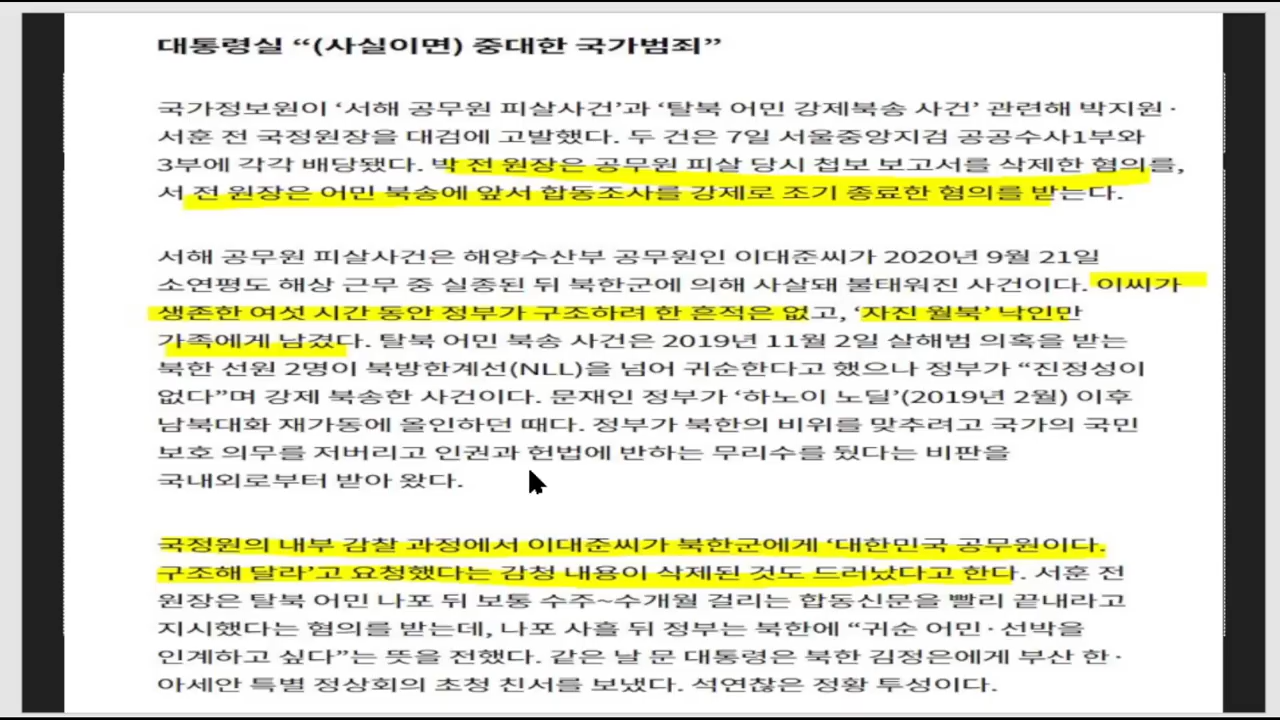 대통령실 “(사실이면) 중대한 국가범죄”
국가정보원이 ‘서해 공무원 피살사건’과 ‘탈북 어민 강제북송 사건’ 관련해 박지원·
서훈 전 국정원장을 대검에 고발했다. 두 건은 7일 서울중앙지검 공공수사1부와
3부에 각각 배당됐다. 박 전 원장은 공무원 피살 당시 첩보 보고서를 삭제한 혐의를,
서 전 원장은 어민 북송에 앞서 합동조사를 강제로 조기 종료한 혐의를 받는다.
서해 공무원 피살사건은 해양수산부 공무원인 이대준씨가 2020년 9월 21일
소연평도 해상 근무 중 실종된 뒤 북한군에 의해 사살돼 불태워진 사건이다. 이씨가
생존한 여섯 시간 동안 정부가 구조하려 한 흔적은 없고, ‘자진 월북’ 낙인만
가족에게 남겼다. 탈북 어민 북송 사건은 2019년 11월 2일 살해범 의혹을 받는
북한 선원 2명이 북방한계선(NLL)을 넘어 귀순한다고 했으나 정부가 “진정성이
없다”며 강제 북송한 사건이다. 문재인 정부가 ‘하노이 노딜’(2019년 2월) 이후
남북대화 재가동에 올인하던 때다. 정부가 북한의 비위를 맞추려고 국가의 국민
보호 의무를 저버리고 인권과 헌법에 반하는 무리수를 뒀다는 비판을
국내외로부터 받아 왔다.
국정원의 내부 감찰 과정에서 이대준씨가 북한군에게 ‘대한민국 공무원이다.
구조해 달라’고 요청했다는 감청 내용이 삭제된 것도 드러났다고 한다. 서훈 전
원장은 탈북 어민 나포 뒤 보통 수주~수개월 걸리는 합동신문을 빨리 끝내라고
지시했다는 혐의를 받는데, 나포 사흘 뒤 정부는 북한에 “귀순 어민·선박을
인계하고 싶다”는 뜻을 전했다. 같은 날 문 대통령은 북한 김정은에게 부산 한·
아세안 특별 정상회의 초청 친서를 보냈다. 석연찮은 정황 투성이다.